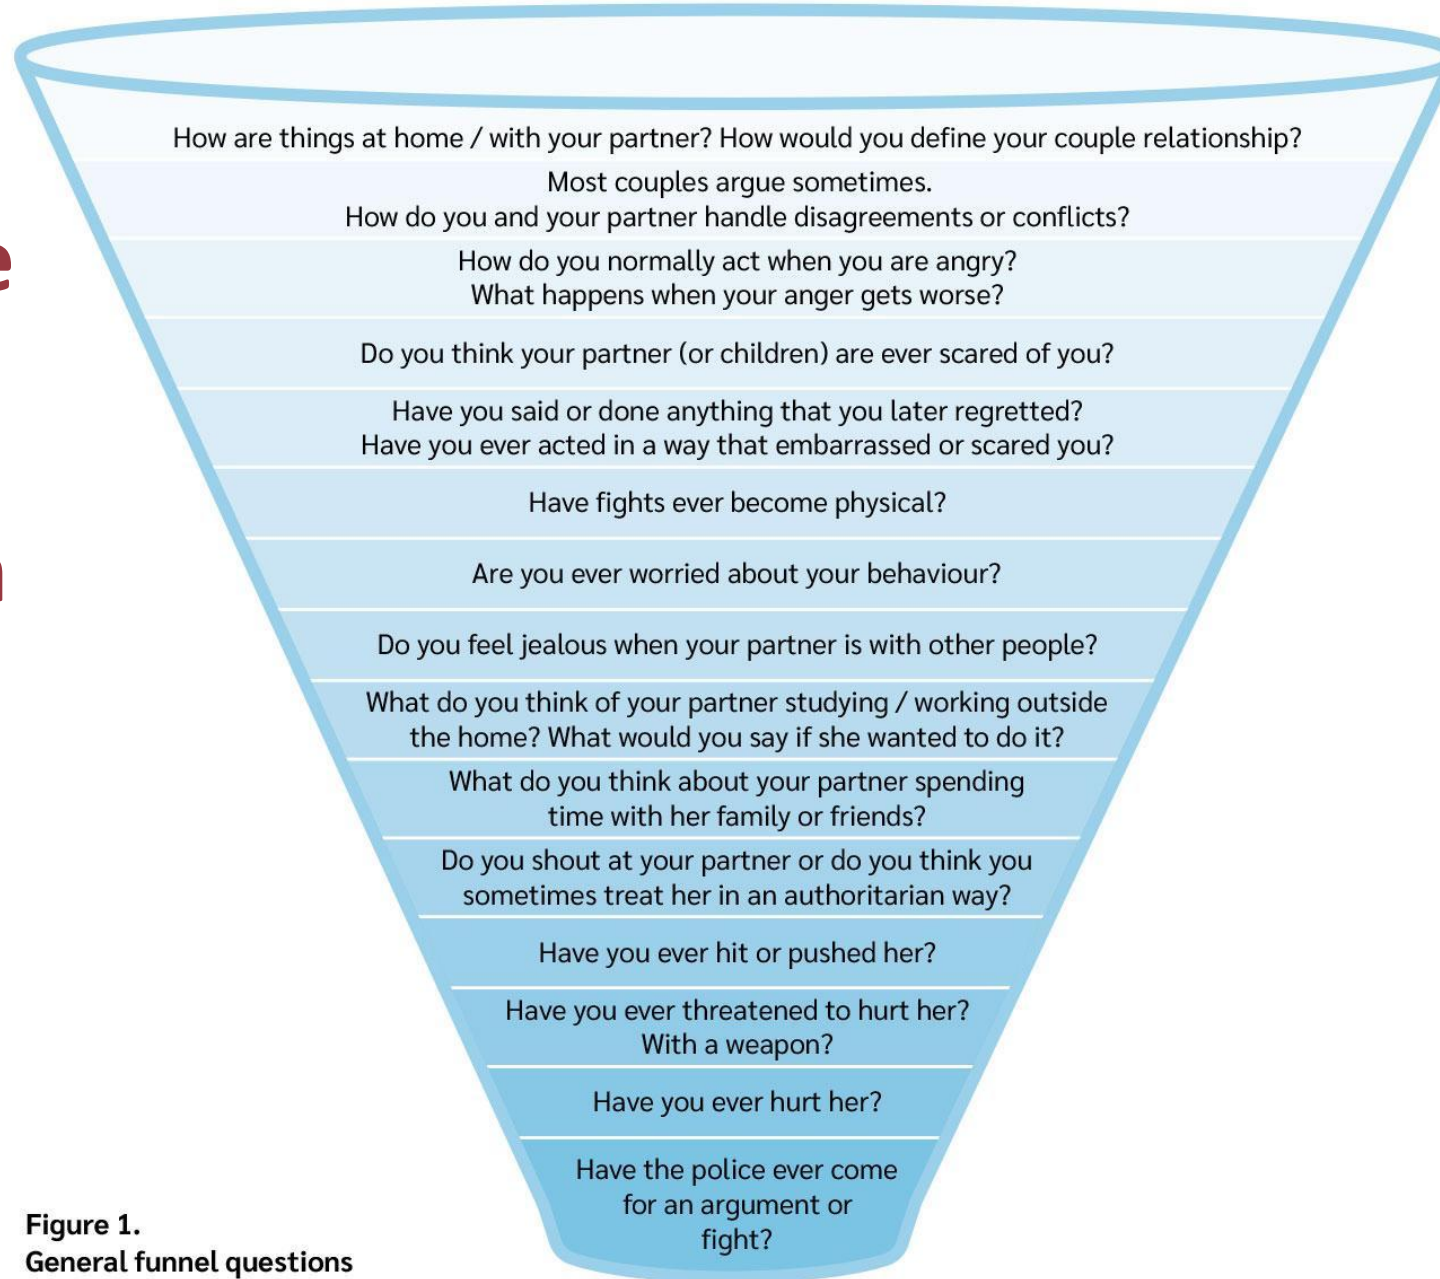 How are things at home / with your partner? How would you define your couple relationship?
Most couples argue sometimes.
How do you and your partner handle disagreements or conflicts?
How do you normally act when you are angry?
What happens when your anger gets worse?
Do you think your partner (or children) are ever scared of you?
Have you said or done anything that you later regretted?
Have you ever acted in a way that embarrassed or scared you?
Have fights ever become physical?
Are you ever worried about your behaviour?
Do you feel jealous when your partner is with other people?
What do you think of your partner studying / working outside
the home? What would you say if she wanted to do it?
What do you think about your partner spending
time with her family or friends?
Do you shout at your partner or do you think you
sometimes treat her in an authoritarian way?
Have you ever hit or pushed her?
Have you ever threatened to hurt her?
With a weapon?
Have you ever hurt her?
Have the police ever come
for an argument or
fight?
Figure 1.
General funnel questions